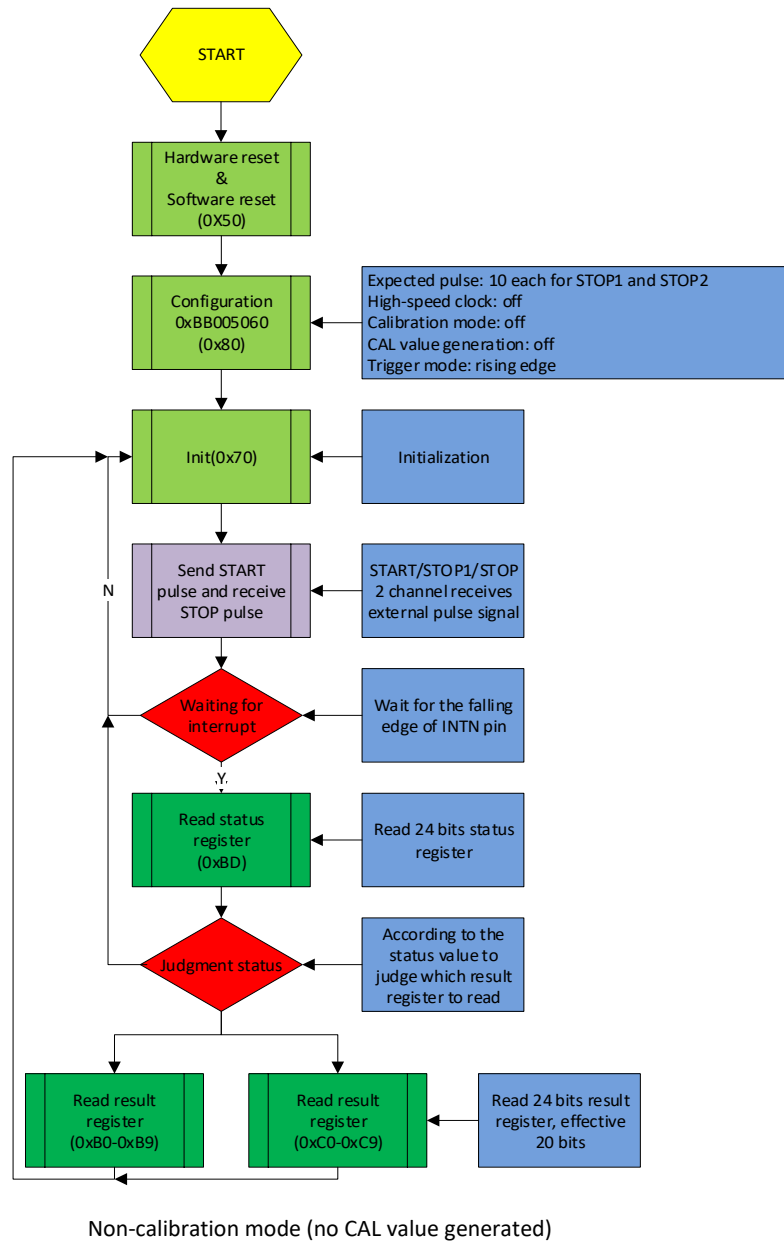 START
Hardware reset
&
Software reset
(0X50)
Configuration
0xBB005060
(0x80)
Expected pulse: 10 each for STOP1 and STOP2
High-speed clock: off
Calibration mode: off
CAL value generation: off
Trigger mode: rising edge
Init(0x70)
Initialization
N
Send START
pulse and receive
STOP pulse
START/STOP1/STOP
2 channel receives
external pulse signal
Waiting for
interrupt
Wait for the falling
edge of INTN pin
Y
Read status
register
(0xBD)
Read 24 bits status
register
Judgment status
According to the
status value to
judge which result
register to read
Read result
register
(0xB0-0xB9)
Read result
register
(0xC0-0xC9)
Read 24 bits result
register, effective
20 bits
Non-calibration mode (no CAL value generated)